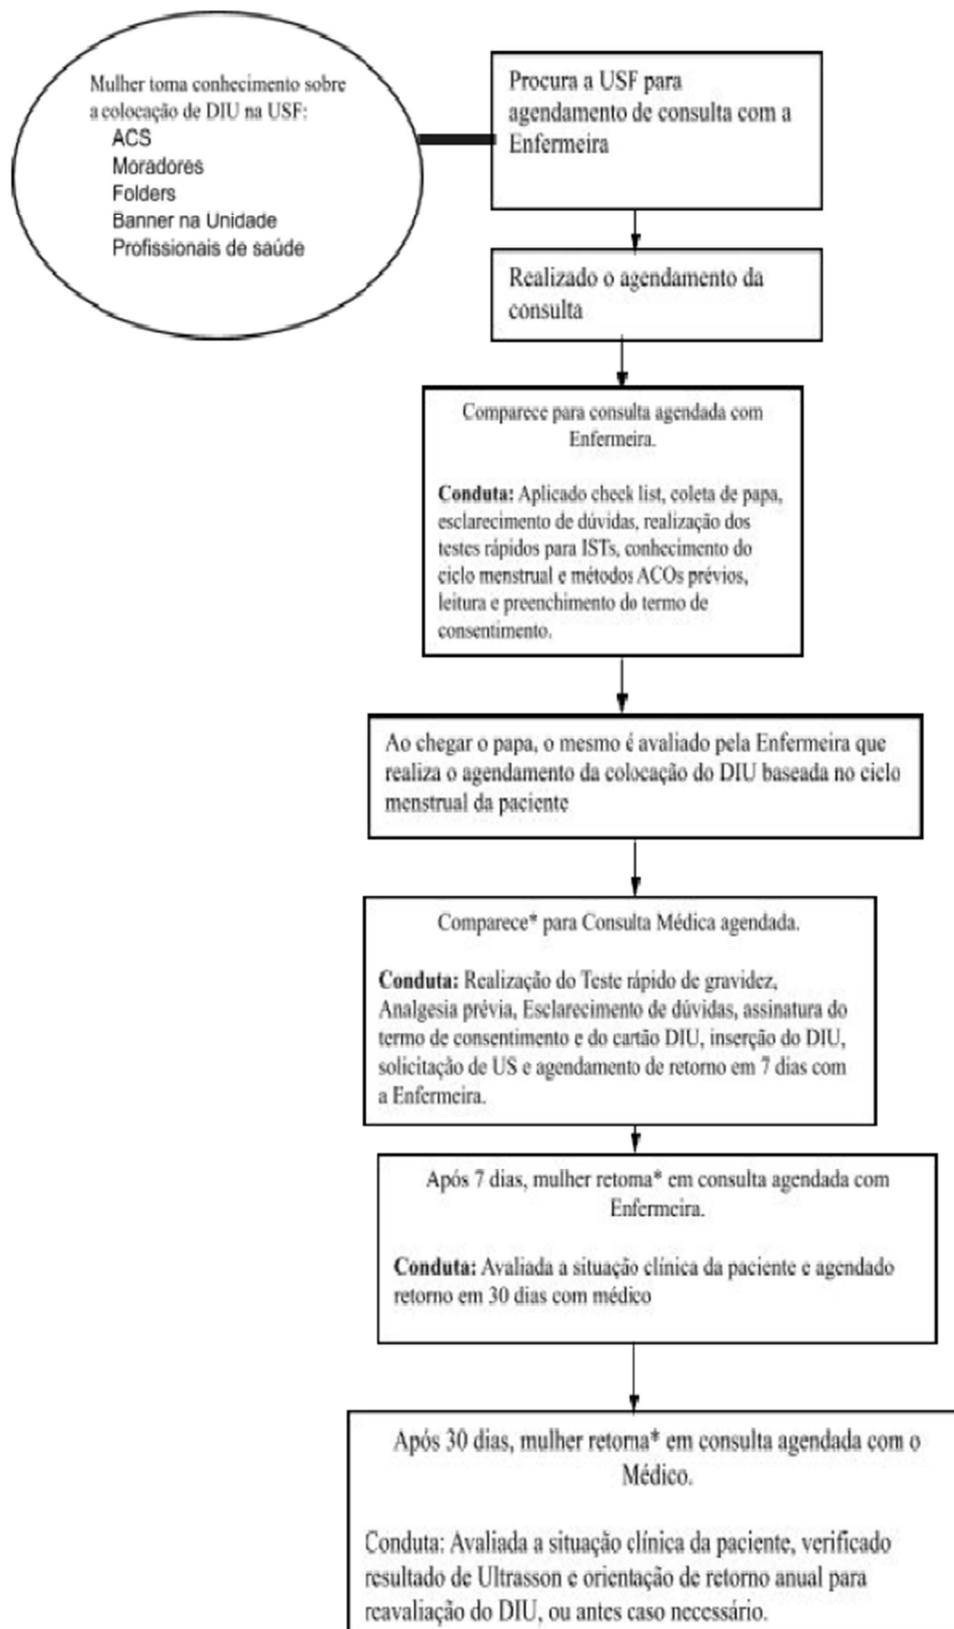 Mulher toma conhecimento sobre
a colocação de DIU na USF:
ACS
Moradores
Folders
Banner na Unidade
Profissionais de saúde
Procura a USF para
agendamento de consulta com a
Enfermeira
Realizado o agendamento da
consulta
Comparece para consulta agendada com
Enfermeira.
Conduta: Aplicado check list, coleta de papa,
esclarecimento de dúvidas, realização dos
testes rápidos para ISTs, conhecimento do
ciclo menstrual e métodos ACOs prévios,
leitura e preenchimento do termo de
consentimento.
Ao chegar o papa, o mesmo é avaliado pela Enfermeira que
realiza o agendamento da colocação do DIU baseada no ciclo
menstrual da paciente
Comparece* para Consulta Médica agendada.
Conduta: Realização do Teste rápido de gravidez,
Analgesia prévia, Esclarecimento de dúvidas, assinatura do
termo de consentimento e do cartão DIU, inserção do DIU,
solicitação de US e agendamento de retorno em 7 dias com
a Enfermeira.
Após 7 dias, mulher retorna* em consulta agendada com
Enfermeira.
Conduta: Avaliada a situação clínica da paciente e agendado
retorno em 30 dias com médico
Após 30 dias, mulher retorna* em consulta agendada com o
Médico.
Conduta: Avaliada a situação clínica da paciente, verificado
resultado de Ultrasson e orientação de retorno anual para
reavaliação do DIU, ou antes caso necessário.